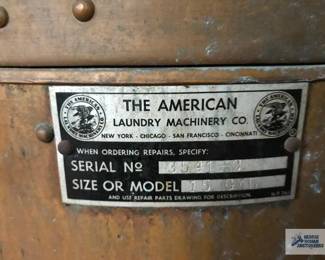 THE AMERICAN
LAUNDRY MACHINERY CO.
NEW YORK - CHICAGO - SAN FRANCISCO - CINCINNATI
WHEN ORDERING REPAIRS, SPECIFY:
SERIAL Nº
SIZE OR MODEL
AND USE REPAIR PARTS DRAWING FOR DESCRIPTION.